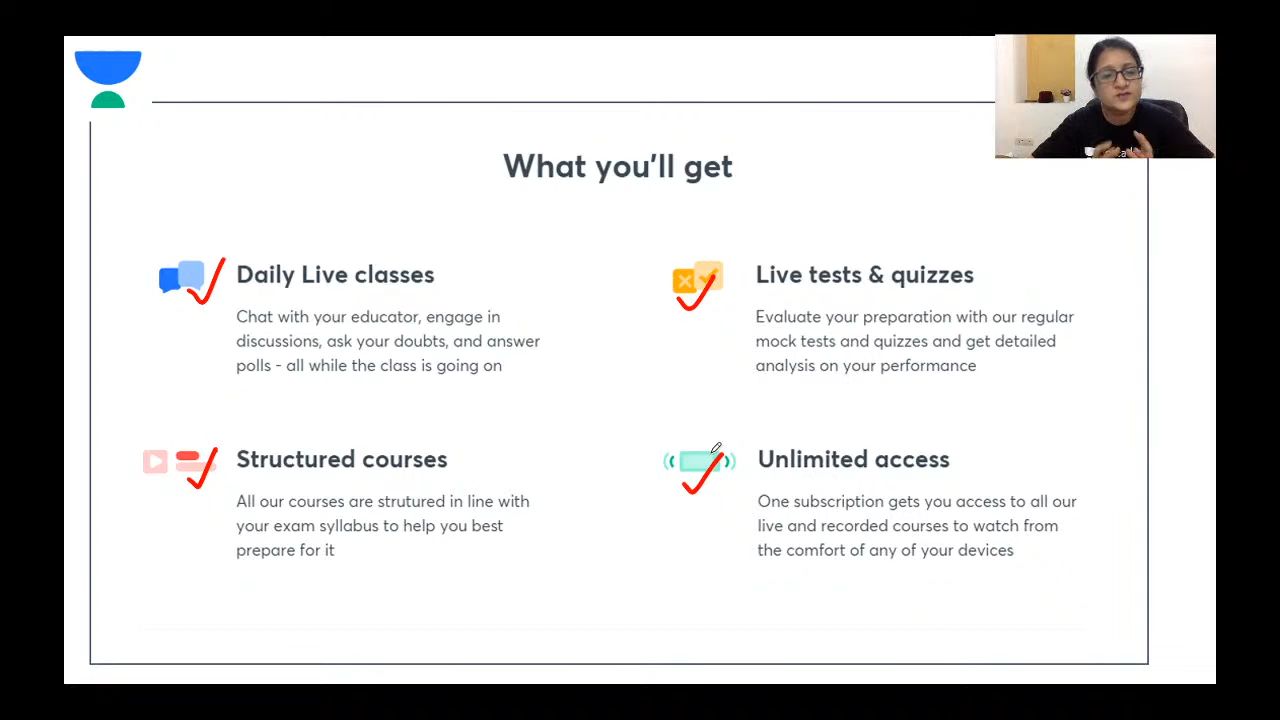 What you'll get
Daily Live classes
Chat with your educator, engage in
discussions, ask your doubts, and answer
polls - all while the class is going on
Live tests & quizzes
Evaluate your preparation with our regular
mock tests and quizzes and get detailed
analysis on your performance
Structured courses
All our courses are strutured in line with
your exam syllabus to help you best
prepare for it
Unlimited access
One subscription gets you access to all our
live and recorded courses to watch from
the comfort of any of your devices